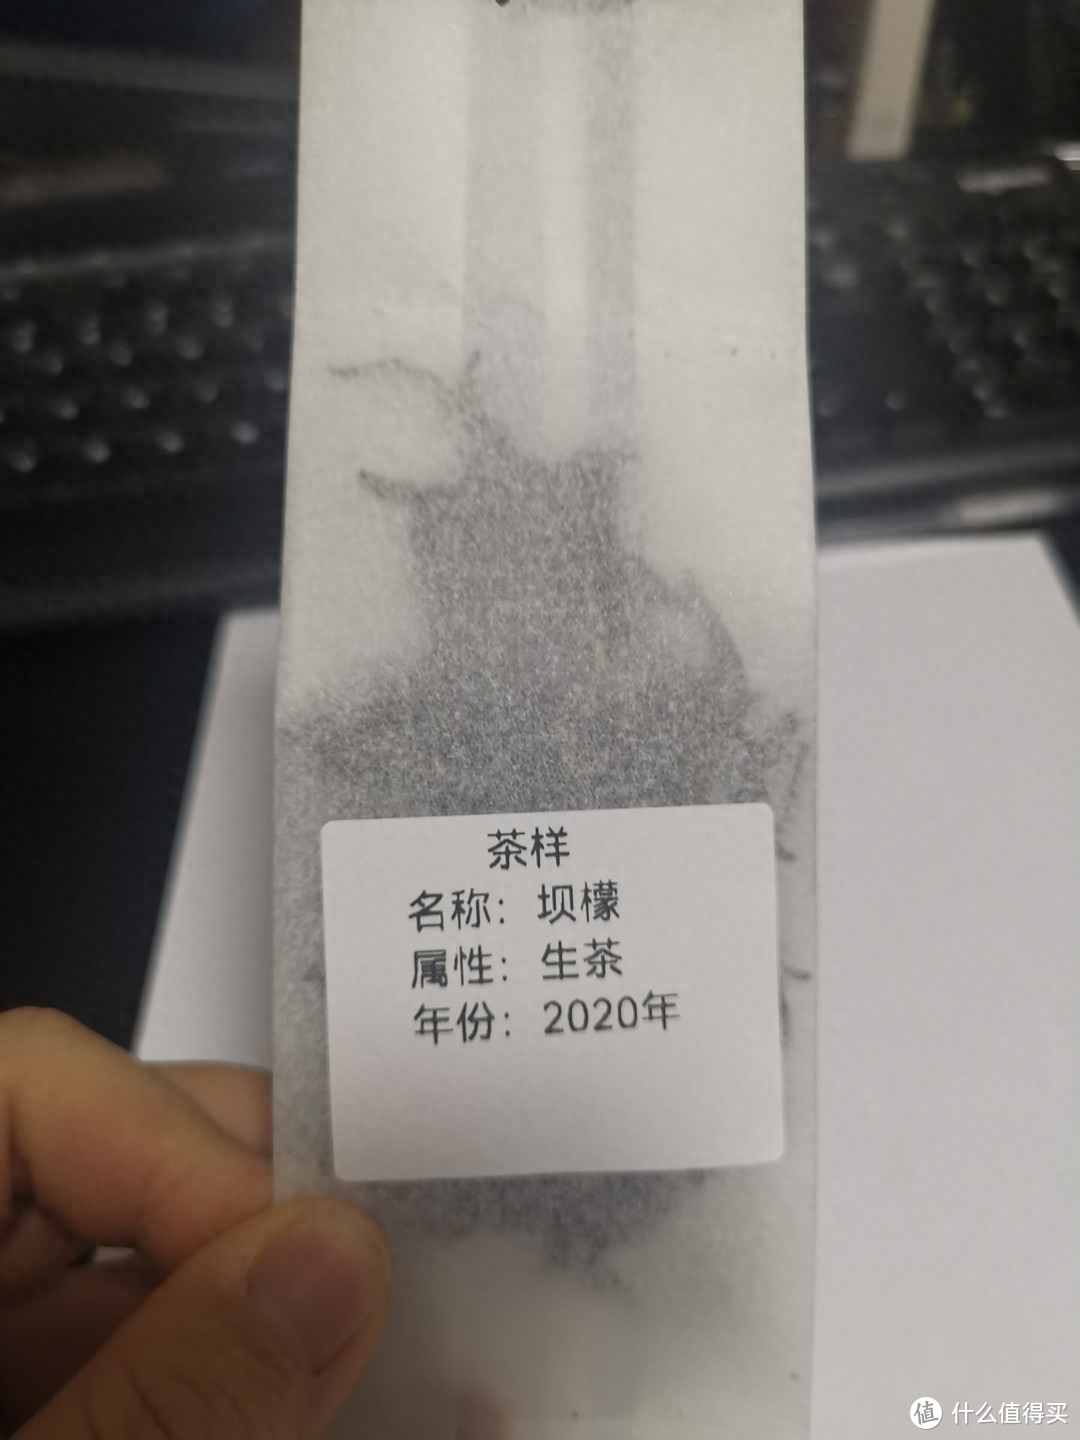 茶样
名称：坝檬
属性：生茶
年份：2020年
值 什么值得买